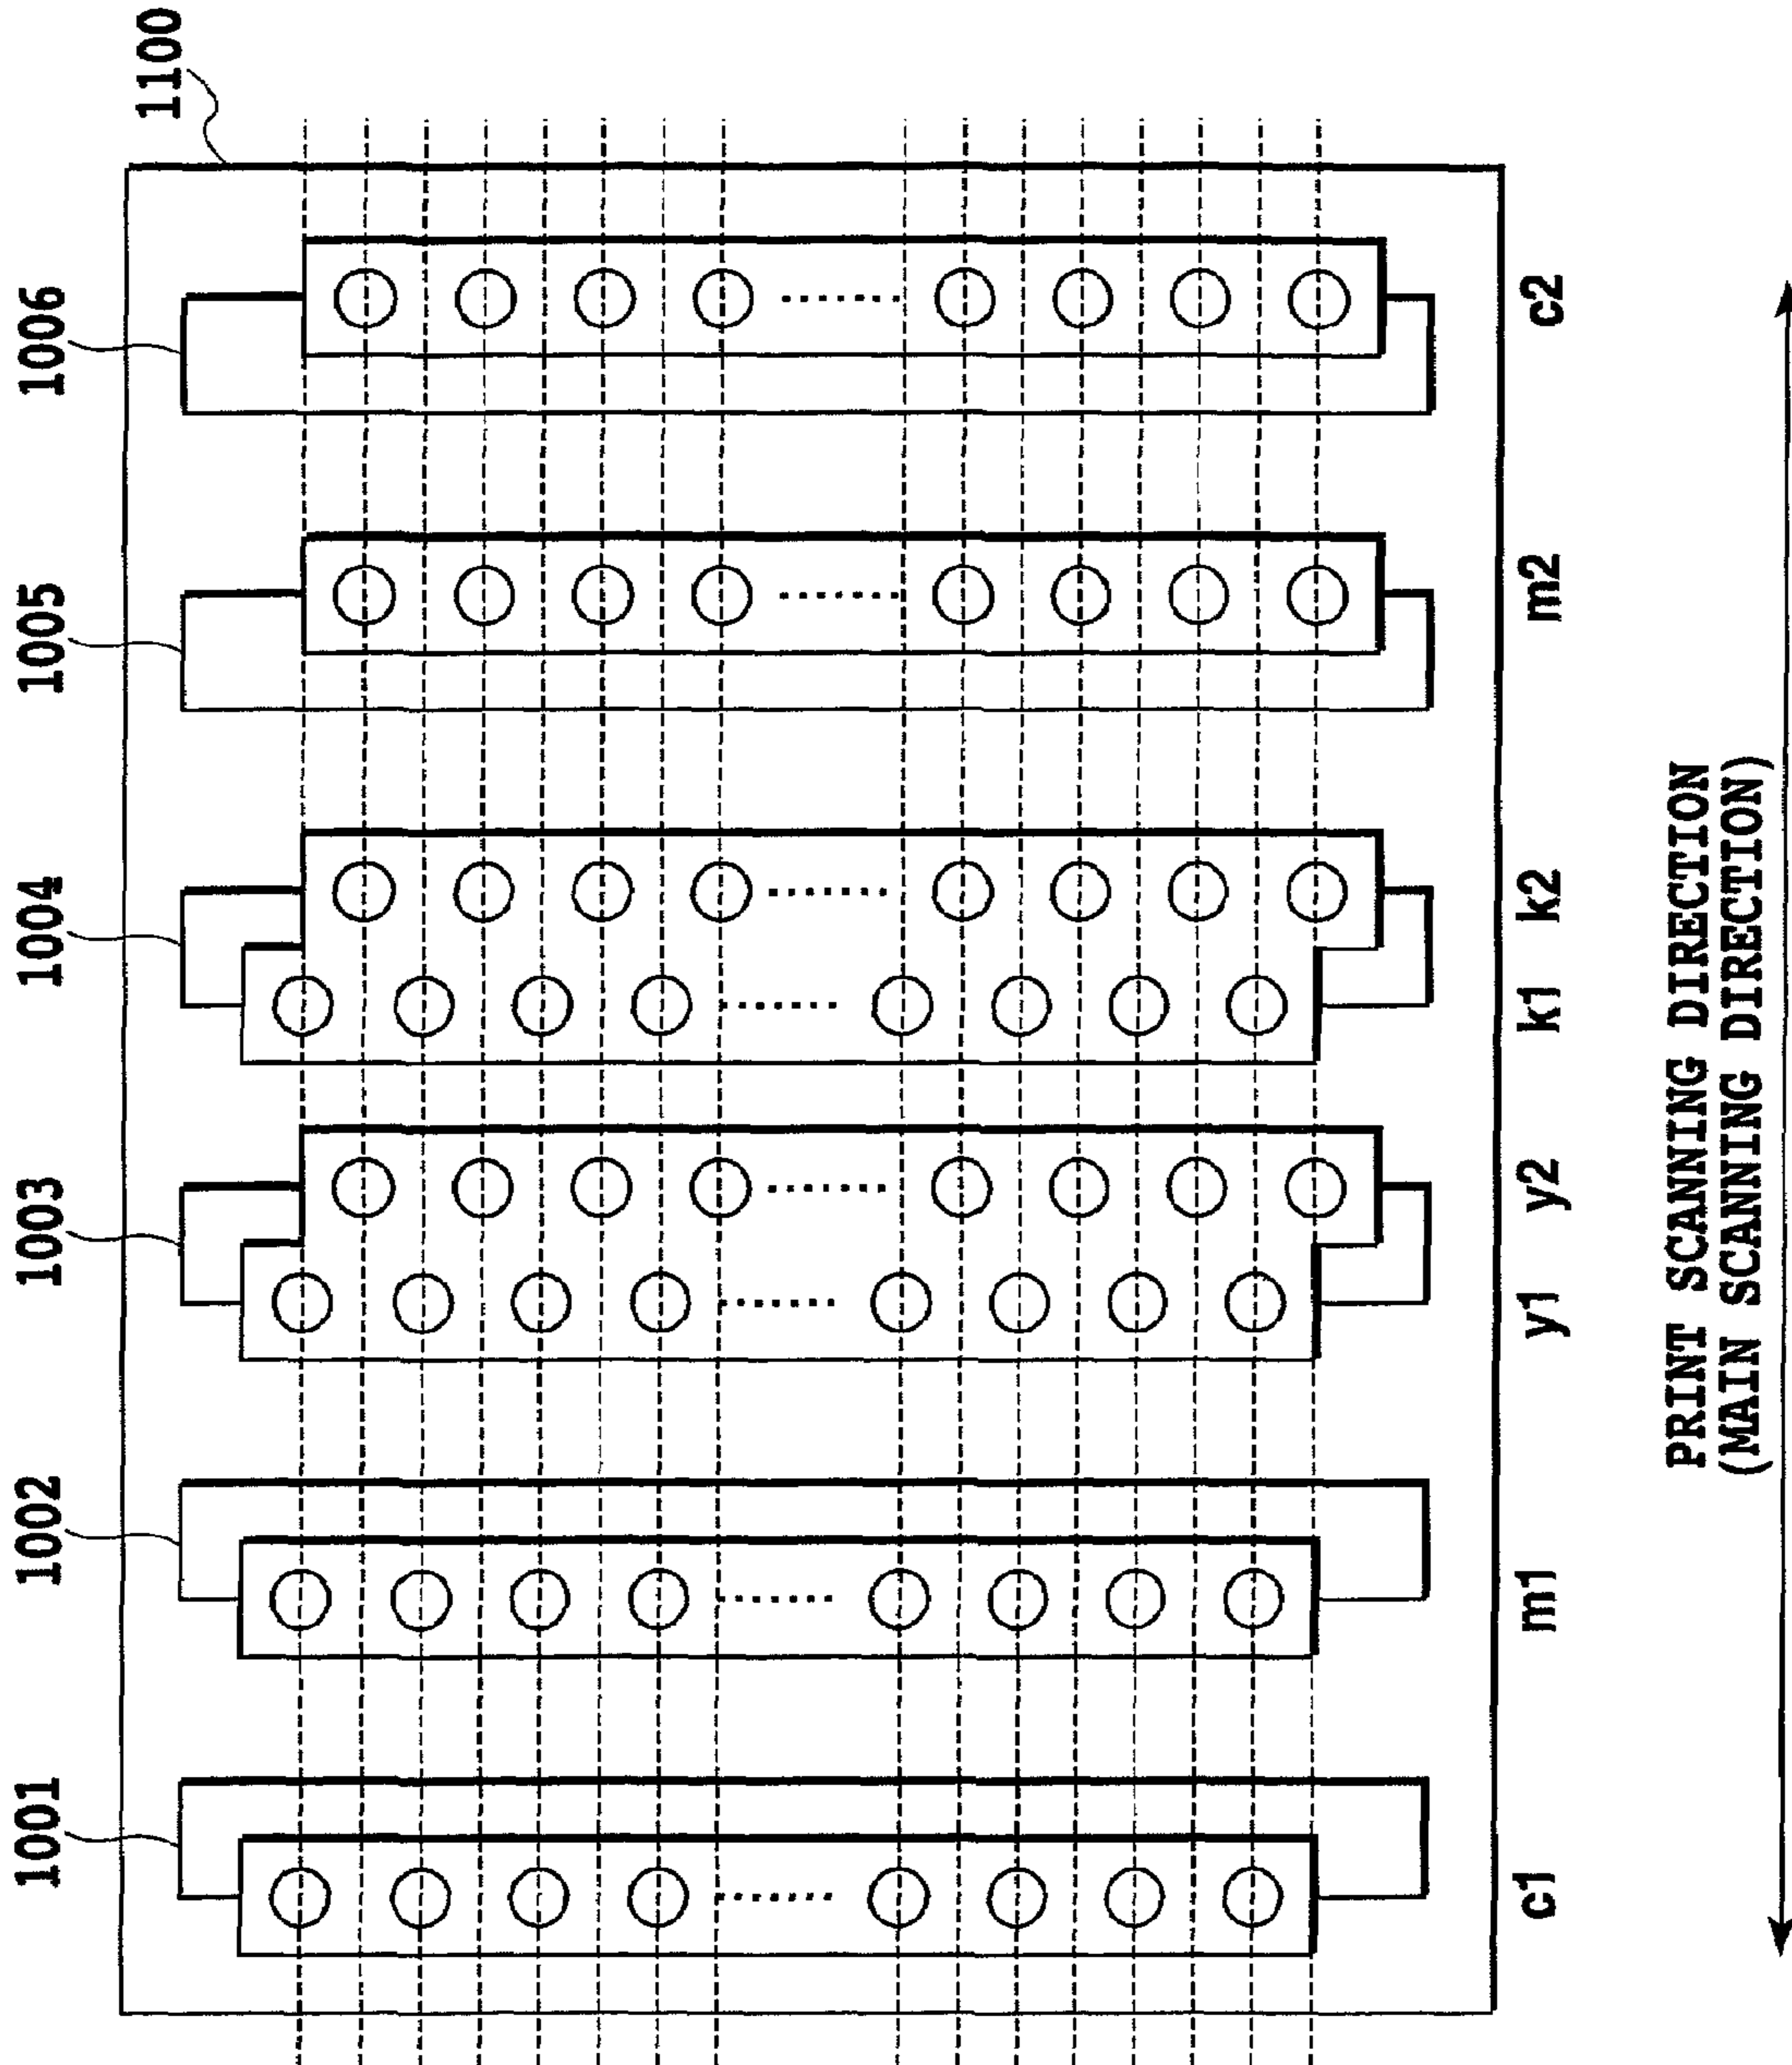 1100
1001
1002
1003
1004
1005
1006
c1
m1
y1
y2
k1
k2
m2
c2
PRINT SCANNING DIRECTION
(MAIN SCANNING DIRECTION)